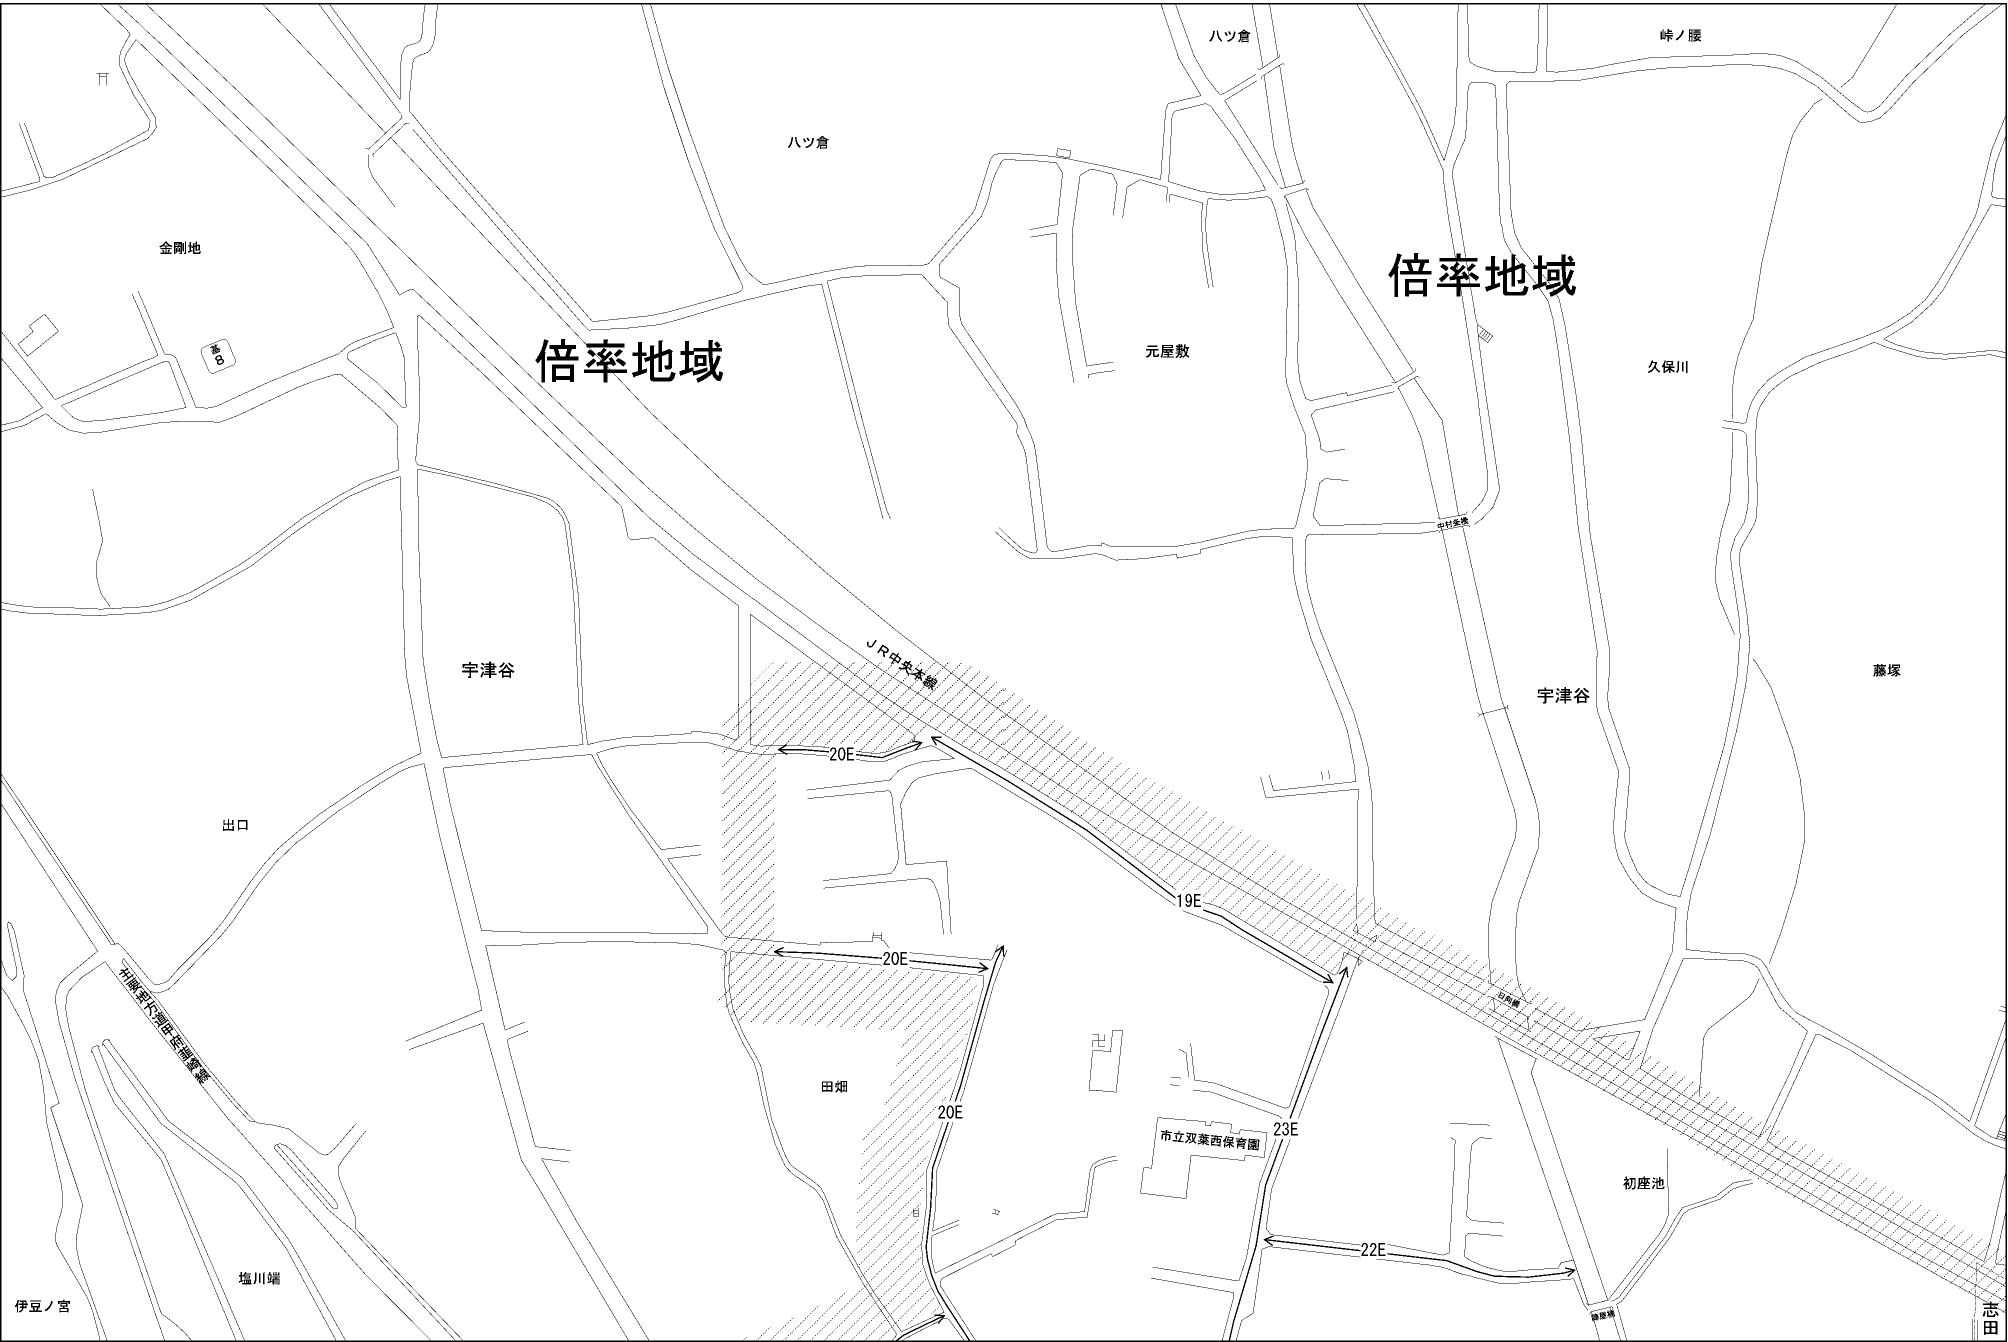 八ツ倉
峠ノ腰
八ツ倉
金剛地
倍率地域
基
8
倍率地域
元屋敷
久保川
中村条橋
JR中央本線
宇津谷
宇津谷
藤塚
20E
出口
19E
20E
日向橋
田畑
20E
23E
市立双葉西保育園
初座池
22E
塩川端
伊豆ノ宮
志田